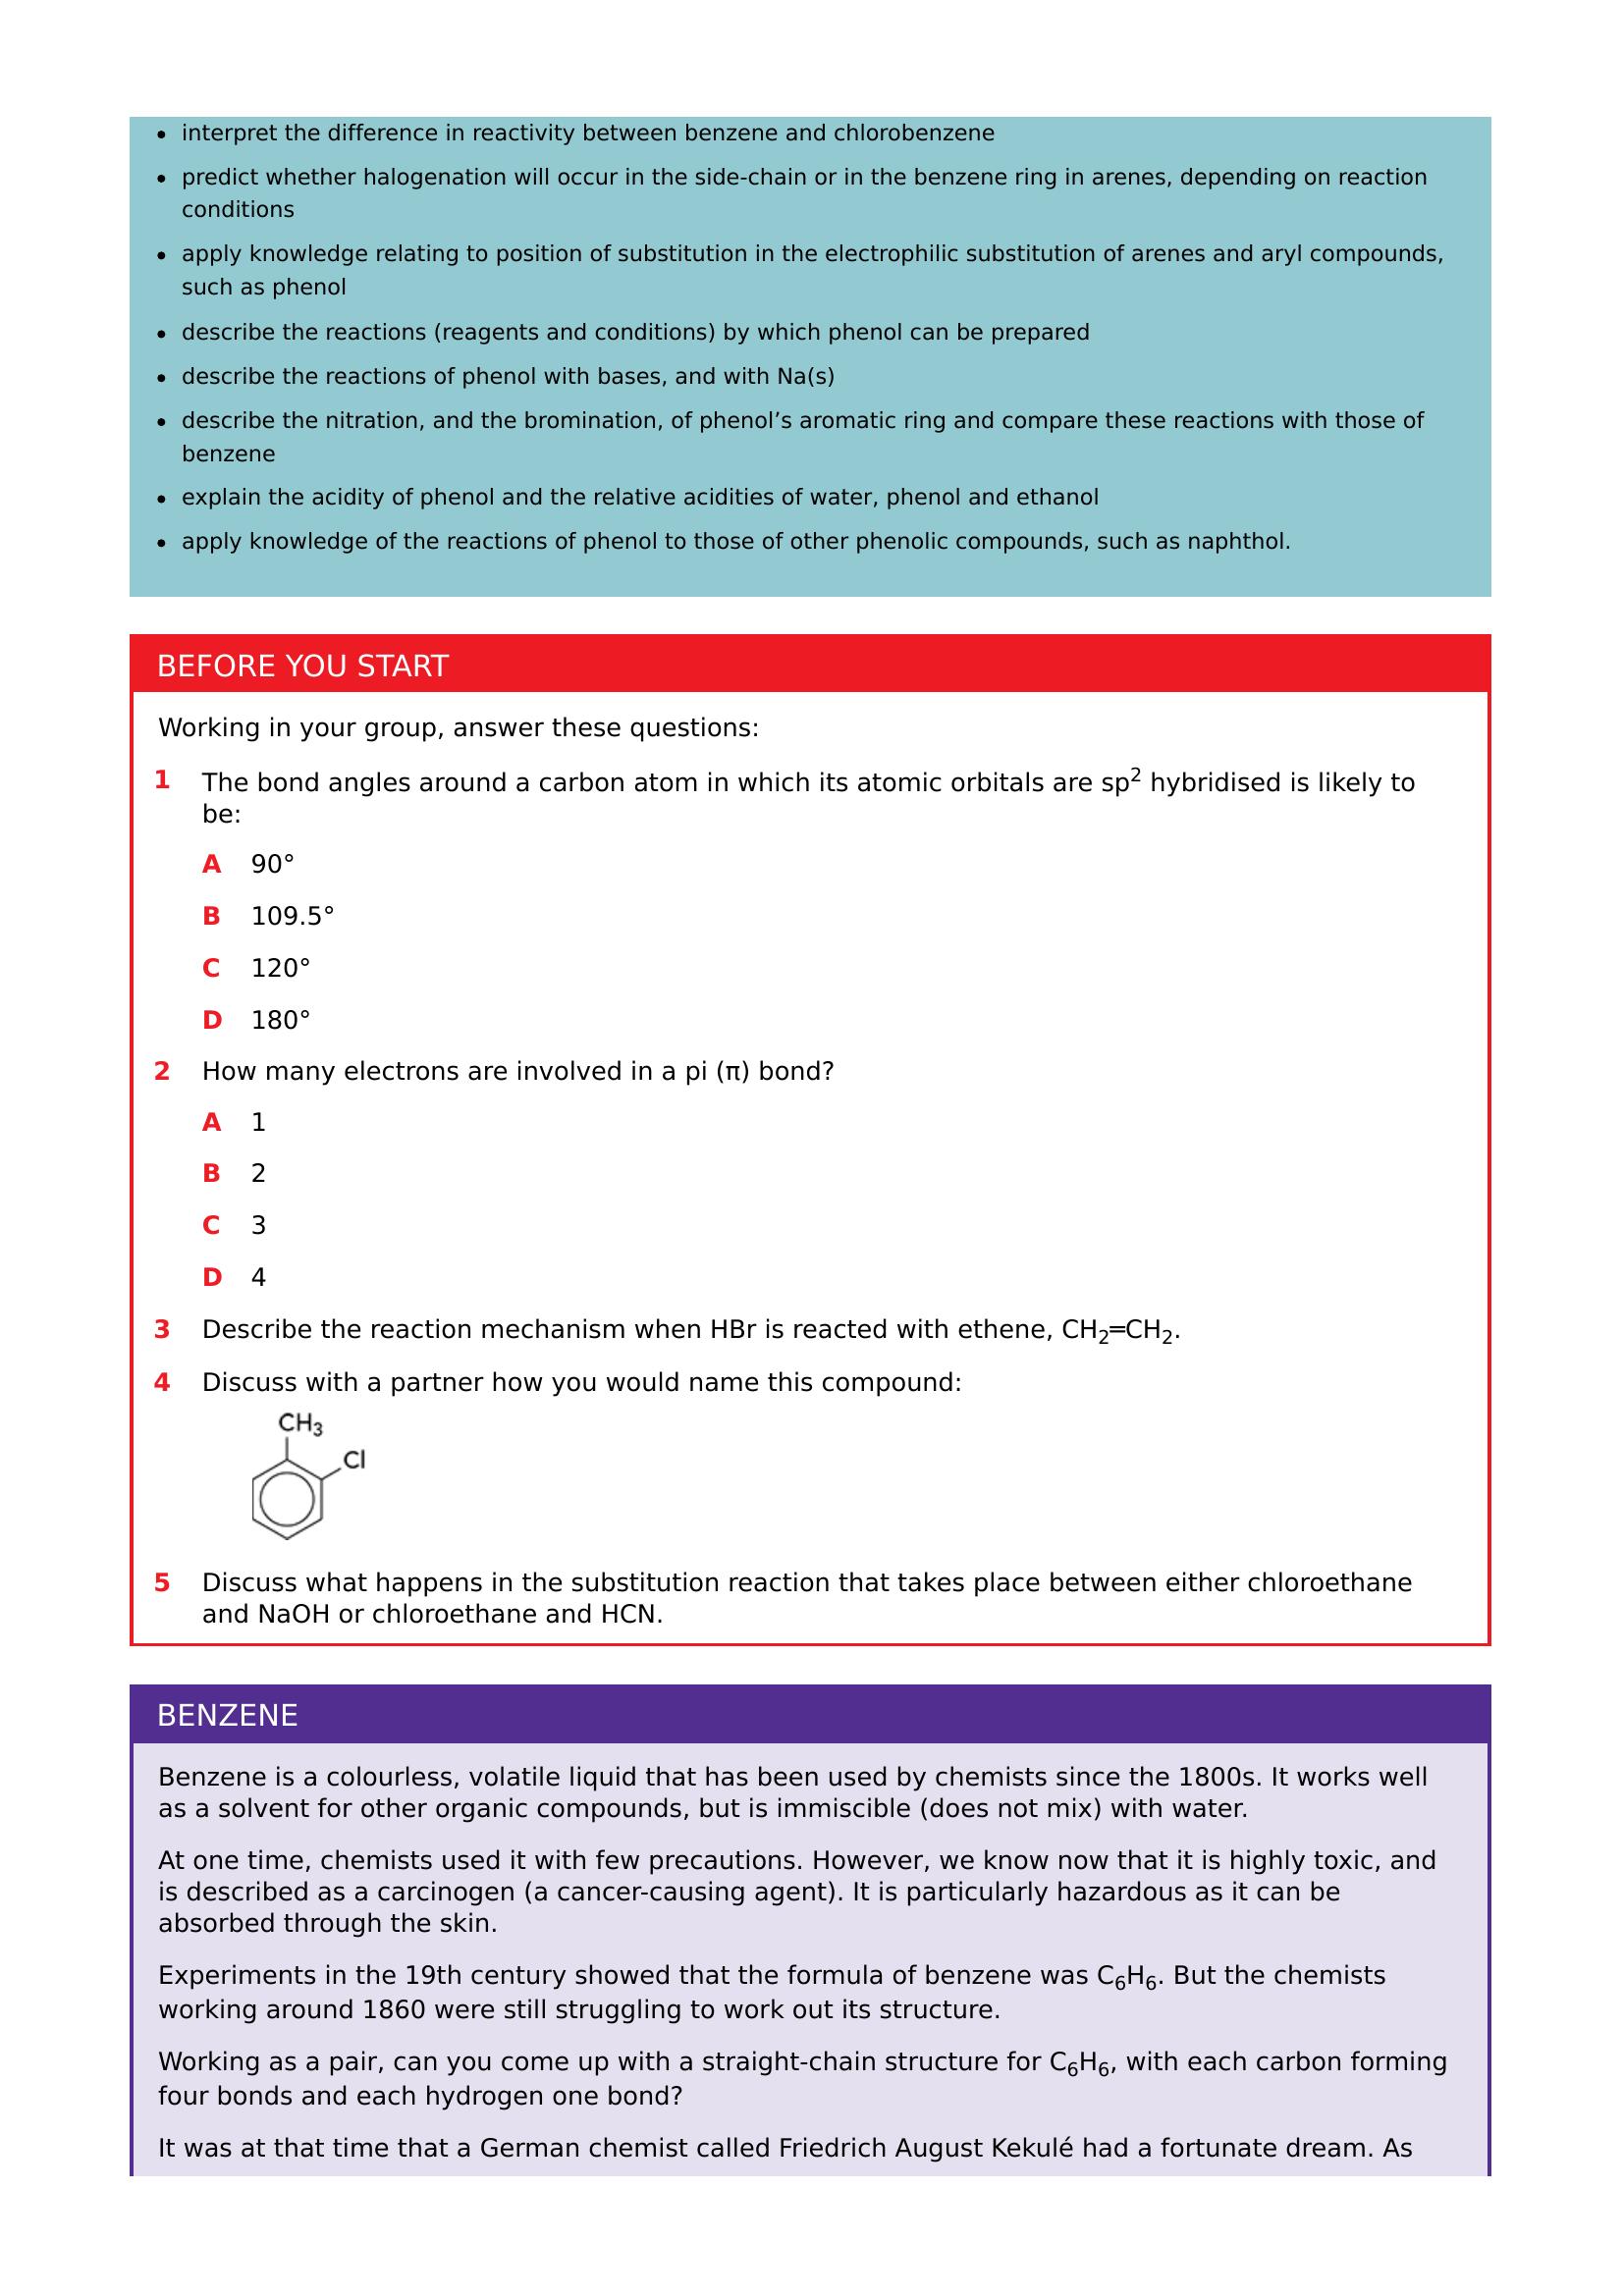 • interpret the difference in reactivity between benzene and chlorobenzene
• predict whether halogenation will occur in the side-chain or in the benzene ring in arenes, depending on reaction
conditions
• apply knowledge relating to position of substitution in the electrophilic substitution of arenes and aryl compounds,
such as phenol
• describe the reactions (reagents and conditions) by which phenol can be prepared
• describe the reactions of phenol with bases, and with Na(s)
• describe the nitration, and the bromination, of phenol’s aromatic ring and compare these reactions with those of
benzene
• explain the acidity of phenol and the relative acidities of water, phenol and ethanol
• apply knowledge of the reactions of phenol to those of other phenolic compounds, such as naphthol.
BEFORE YOU START
Working in your group, answer these questions:
1 The bond angles around a carbon atom in which its atomic orbitals are sp² hybridised is likely to
be:
A 90°
B 109.5°
C 120°
D 180°
2 How many electrons are involved in a pi (π) bond?
A 1
B 2
C 3
D 4
3 Describe the reaction mechanism when HBr is reacted with ethene, CH₂═CH₂.
4 Discuss with a partner how you would name this compound:
CH₃
Cl
5 Discuss what happens in the substitution reaction that takes place between either chloroethane
and NaOH or chloroethane and HCN.
BENZENE
Benzene is a colourless, volatile liquid that has been used by chemists since the 1800s. It works well
as a solvent for other organic compounds, but is immiscible (does not mix) with water.
At one time, chemists used it with few precautions. However, we know now that it is highly toxic, and
is described as a carcinogen (a cancer-causing agent). It is particularly hazardous as it can be
absorbed through the skin.
Experiments in the 19th century showed that the formula of benzene was C₆H₆. But the chemists
working around 1860 were still struggling to work out its structure.
Working as a pair, can you come up with a straight-chain structure for C₆H₆, with each carbon forming
four bonds and each hydrogen one bond?
It was at that time that a German chemist called Friedrich August Kekulé had a fortunate dream. As